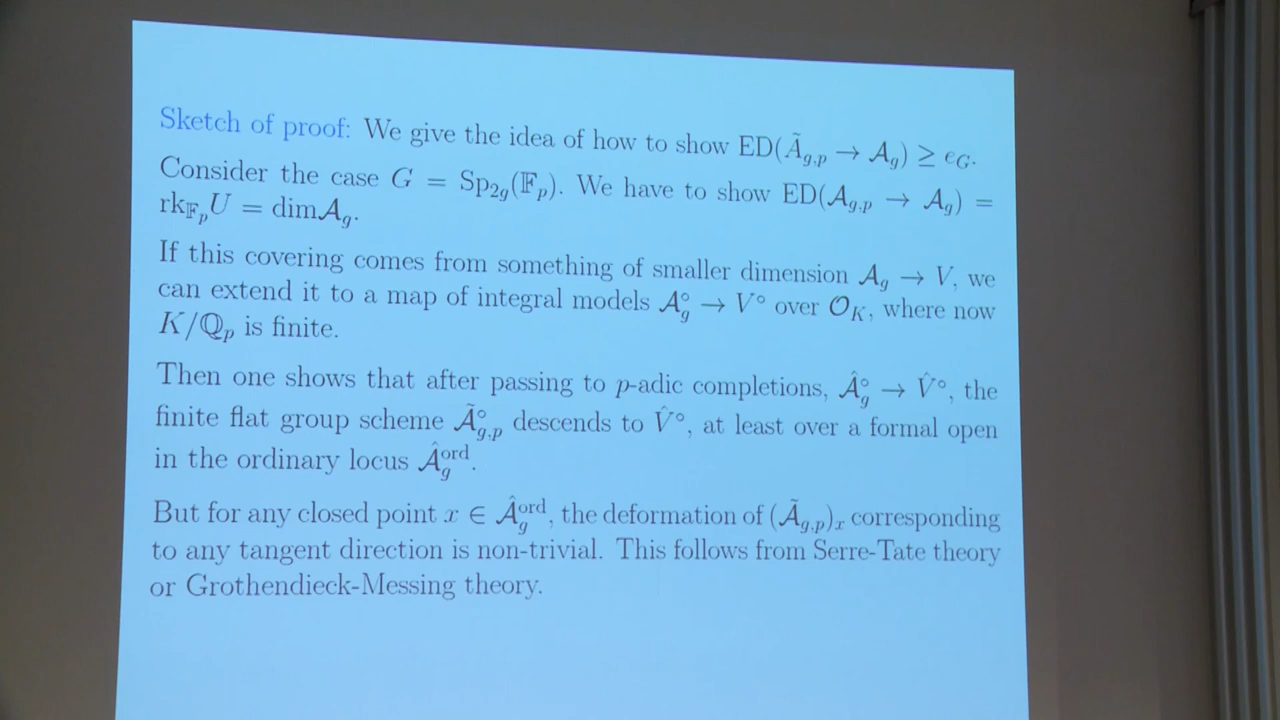 Sketch of proof: We give the idea of how to show ED(Ã_{g,p} → 𝒜_g) ≥ e_G.
Consider the case G = Sp_{2g}(𝔽_p). We have to show ED(𝒜_{g,p} → 𝒜_g) =
rk_{𝔽_p}U = dim𝒜_g.
If this covering comes from something of smaller dimension 𝒜_g → V, we
can extend it to a map of integral models 𝒜_g^∘ → V^∘ over 𝒪_K, where now
K/ℚ_p is finite.
Then one shows that after passing to p-adic completions, Â_g^∘ → V̂^∘, the
finite flat group scheme Ã_{g,p}^∘ descends to V̂^∘, at least over a formal open
in the ordinary locus Â_g^{ord}.
But for any closed point x ∈ Â_g^{ord}, the deformation of (Ã_{g,p})_x corresponding
to any tangent direction is non-trivial. This follows from Serre-Tate theory
or Grothendieck-Messing theory.